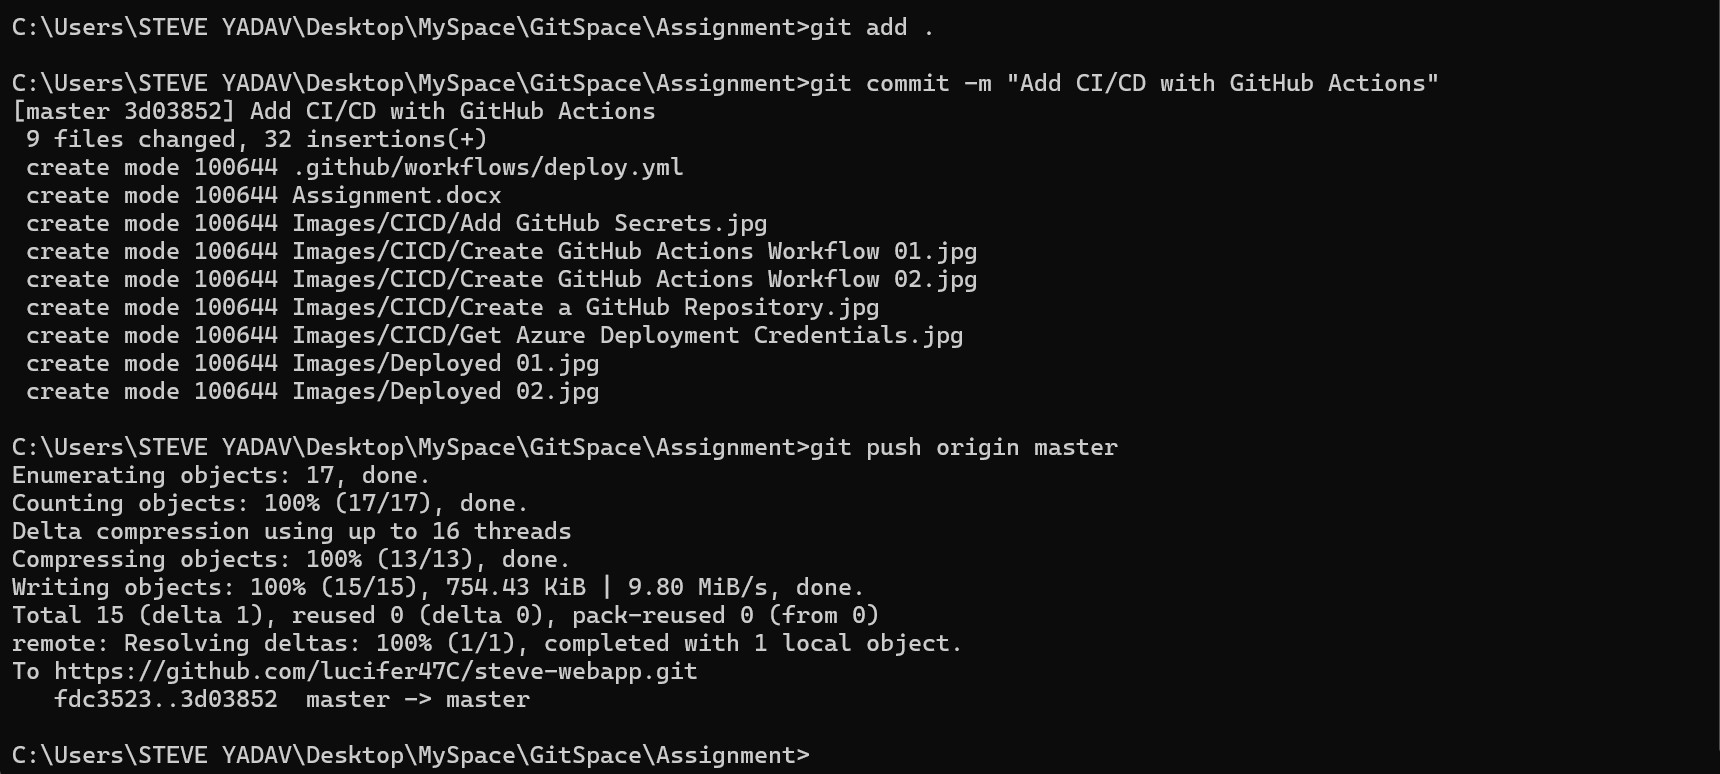 C:\Users\STEVE YADAV\Desktop\MySpace\GitSpace\Assignment>git add .
C:\Users\STEVE YADAV\Desktop\MySpace\GitSpace\Assignment>git commit -m "Add CI/CD with GitHub Actions"
[master 3d03852] Add CI/CD with GitHub Actions
 9 files changed, 32 insertions(+)
 create mode 100644 .github/workflows/deploy.yml
 create mode 100644 Assignment.docx
 create mode 100644 Images/CICD/Add GitHub Secrets.jpg
 create mode 100644 Images/CICD/Create GitHub Actions Workflow 01.jpg
 create mode 100644 Images/CICD/Create GitHub Actions Workflow 02.jpg
 create mode 100644 Images/CICD/Create a GitHub Repository.jpg
 create mode 100644 Images/CICD/Get Azure Deployment Credentials.jpg
 create mode 100644 Images/Deployed 01.jpg
 create mode 100644 Images/Deployed 02.jpg
C:\Users\STEVE YADAV\Desktop\MySpace\GitSpace\Assignment>git push origin master
Enumerating objects: 17, done.
Counting objects: 100% (17/17), done.
Delta compression using up to 16 threads
Compressing objects: 100% (13/13), done.
Writing objects: 100% (15/15), 754.43 KiB | 9.80 MiB/s, done.
Total 15 (delta 1), reused 0 (delta 0), pack-reused 0 (from 0)
remote: Resolving deltas: 100% (1/1), completed with 1 local object.
To https://github.com/lucifer47C/steve-webapp.git
   fdc3523..3d03852  master -> master
C:\Users\STEVE YADAV\Desktop\MySpace\GitSpace\Assignment>